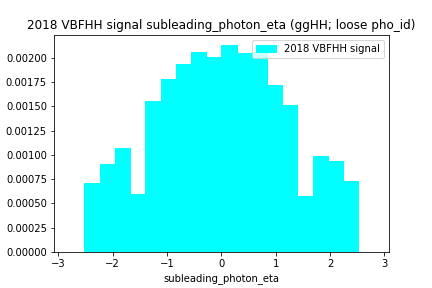 2018 VBFHH signal subleading_photon_eta (ggHH; loose pho_id)
2018 VBFHH signal
0.00200
0.00175
0.00150
0.00125
0.00100
0.00075
0.00050
0.00025
0.00000
−3 −2 −1 0 1 2 3
subleading_photon_eta